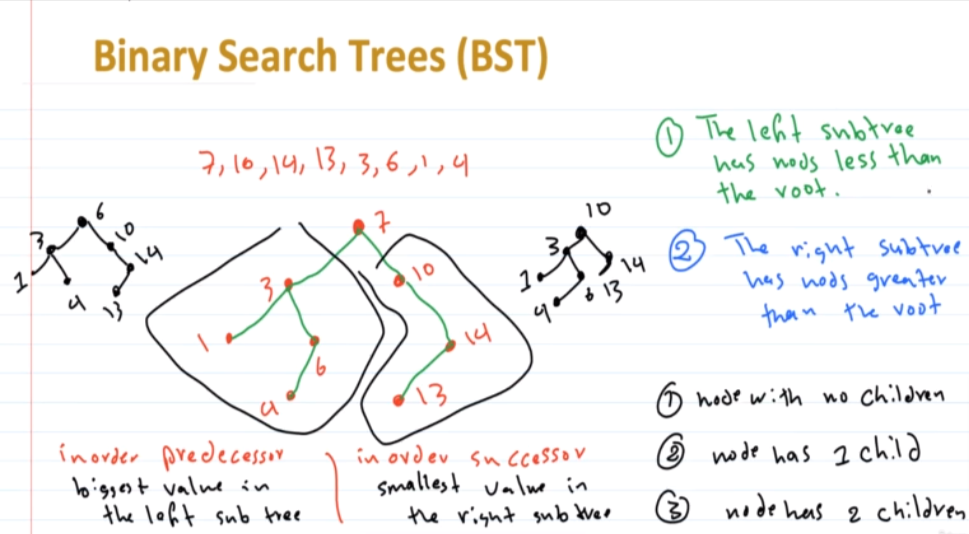 Binary Search Trees (BST)
7, 10, 14, 13, 3, 6, 1, 4
① The left subtree
has nods less than
the root.
② The right subtree
has nods greater
than the root
6
3
10
14
1
4
13
7
3
10
1
6
14
4
13
10
3
14
1
6
13
4
① node with no children
② node has 1 child
③ node has 2 children
inorder predecessor
biggest value in
the left sub tree
inorder successor
smallest value in
the right sub tree